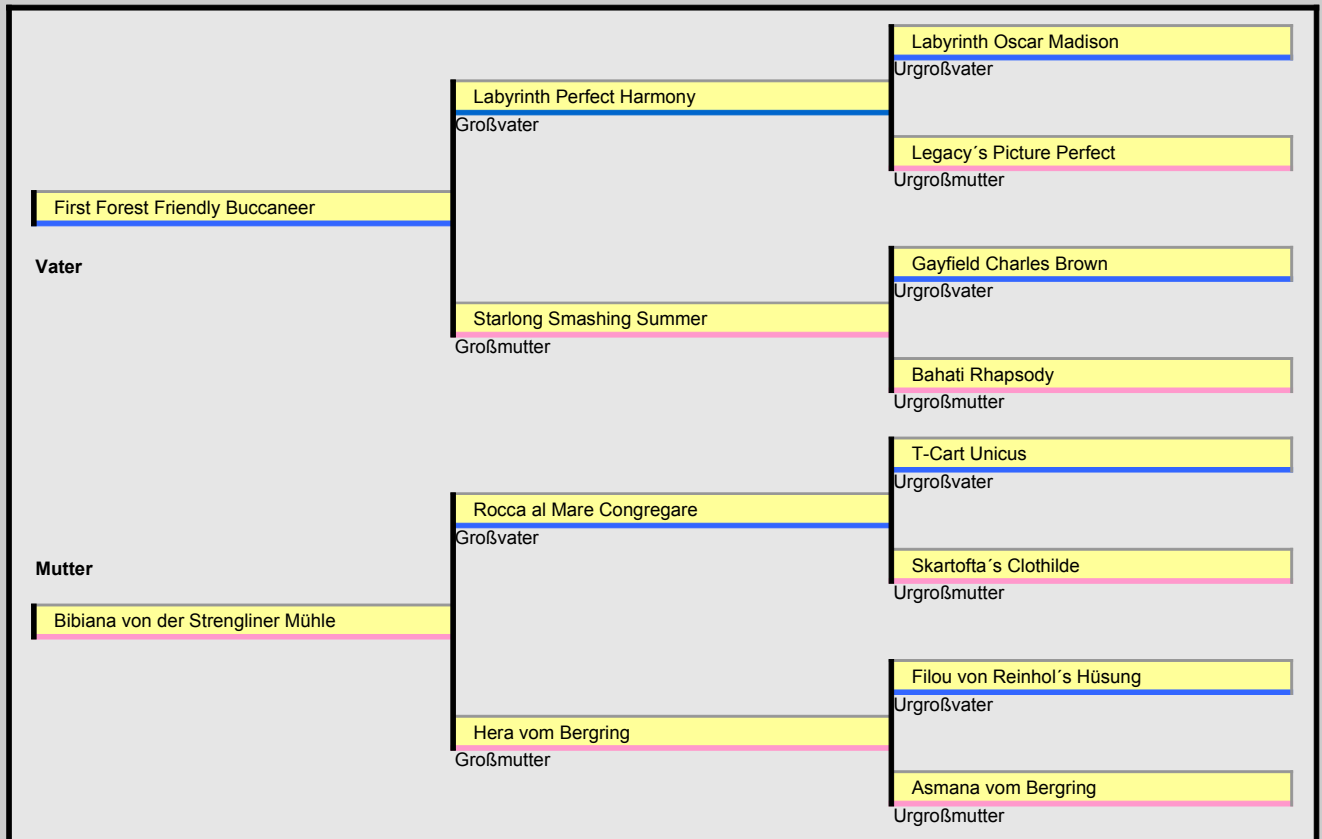 Labyrinth Oscar Madison
Urgroßvater
Labyrinth Perfect Harmony
Großvater
Legacy´s Picture Perfect
Urgroßmutter
First Forest Friendly Buccaneer
Vater
Gayfield Charles Brown
Urgroßvater
Starlong Smashing Summer
Großmutter
Bahati Rhapsody
Urgroßmutter
T-Cart Unicus
Urgroßvater
Rocca al Mare Congregare
Großvater
Skartofta´s Clothilde
Urgroßmutter
Mutter
Bibiana von der Strengliner Mühle
Filou von Reinhol´s Hüsung
Urgroßvater
Hera vom Bergring
Großmutter
Asmana vom Bergring
Urgroßmutter